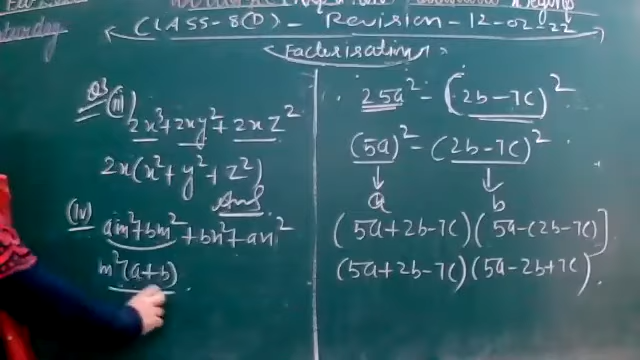 CLASS-8(D) - Revision - 12-02-22
Saturday
Factorisation
Q3 (iii)
2x³+2xy²+2xz²
2x(x²+y²+z²)
Ans
(iv) am²+bm²+bn²+an²
m²(a+b)
25a² - (2b-7c)²
(5a)² - (2b-7c)²
a b
(5a+2b-7c)(5a-(2b-7c)]
(5a+2b-7c)(5a-2b+7c).